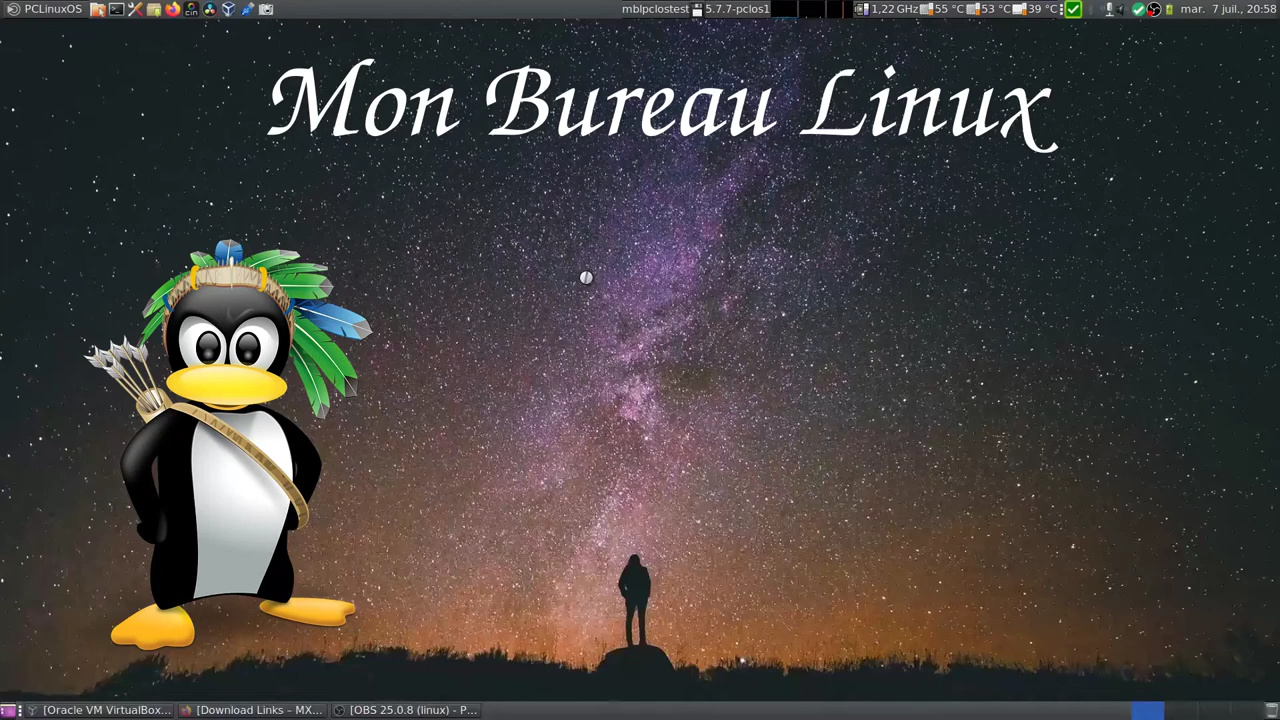 PCLinuxOS mblpclostest 5.7.7-pclos1 1,2 GHz 55 °C 53 °C 39 °C mar. 7 juil., 20:58
Mon Bureau Linux
[Oracle VM VirtualBox... [Download Links – MX... [OBS 25.0.8 (linux) - P...